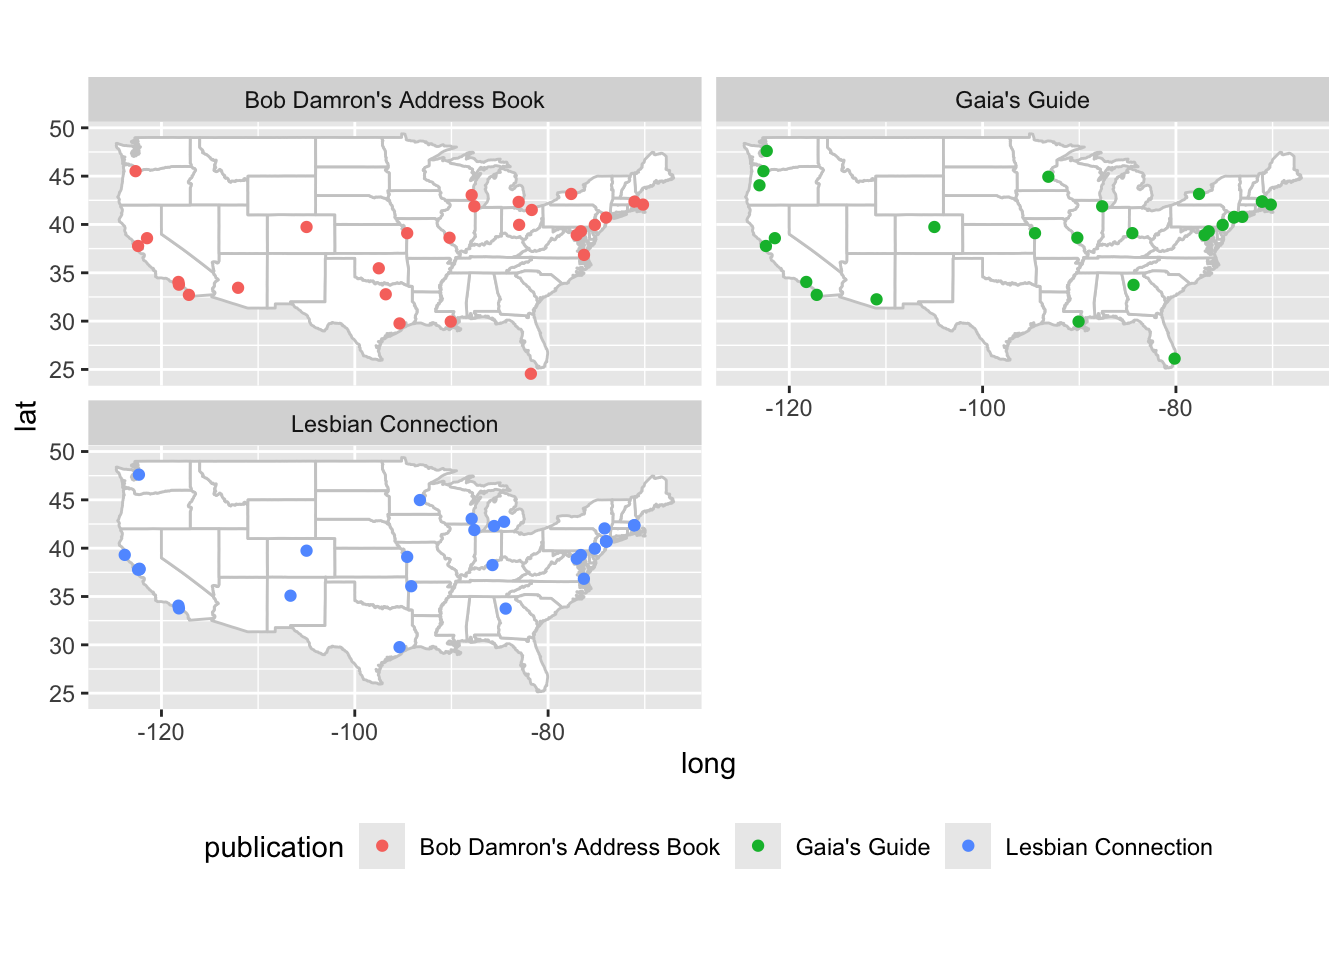 Bob Damron's Address Book
Gaia's Guide
50
45
40
35
30
25
-120
-100
-80
Lesbian Connection
50
45
40
35
30
25
-120
-100
-80
lat
long
publication
Bob Damron's Address Book
Gaia's Guide
Lesbian Connection